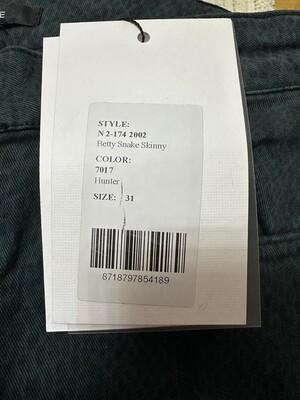 E
STYLE:
N 2-174 2002
Betty Snake Skinny
COLOR:
7017
Hunter
SIZE: 31
8718797854189